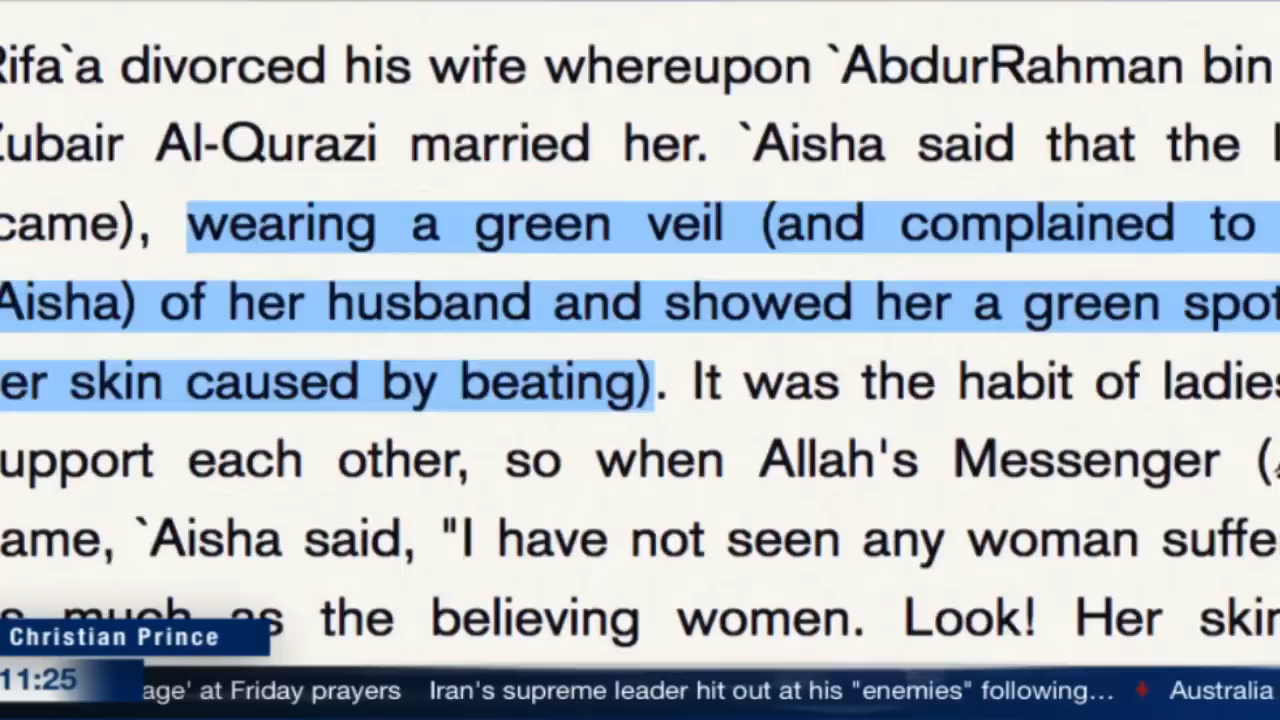 Rifa`a divorced his wife whereupon `AbdurRahman bin
Zubair Al-Qurazi married her. `Aisha said that the
came), wearing a green veil (and complained to
Aisha) of her husband and showed her a green spot
er skin caused by beating). It was the habit of ladies
upport each other, so when Allah's Messenger (
ame, `Aisha said, "I have not seen any woman suffe
s much as the believing women. Look! Her skin
Christian Prince
11:25
age' at Friday prayers Iran's supreme leader hit out at his "enemies" following... Australia